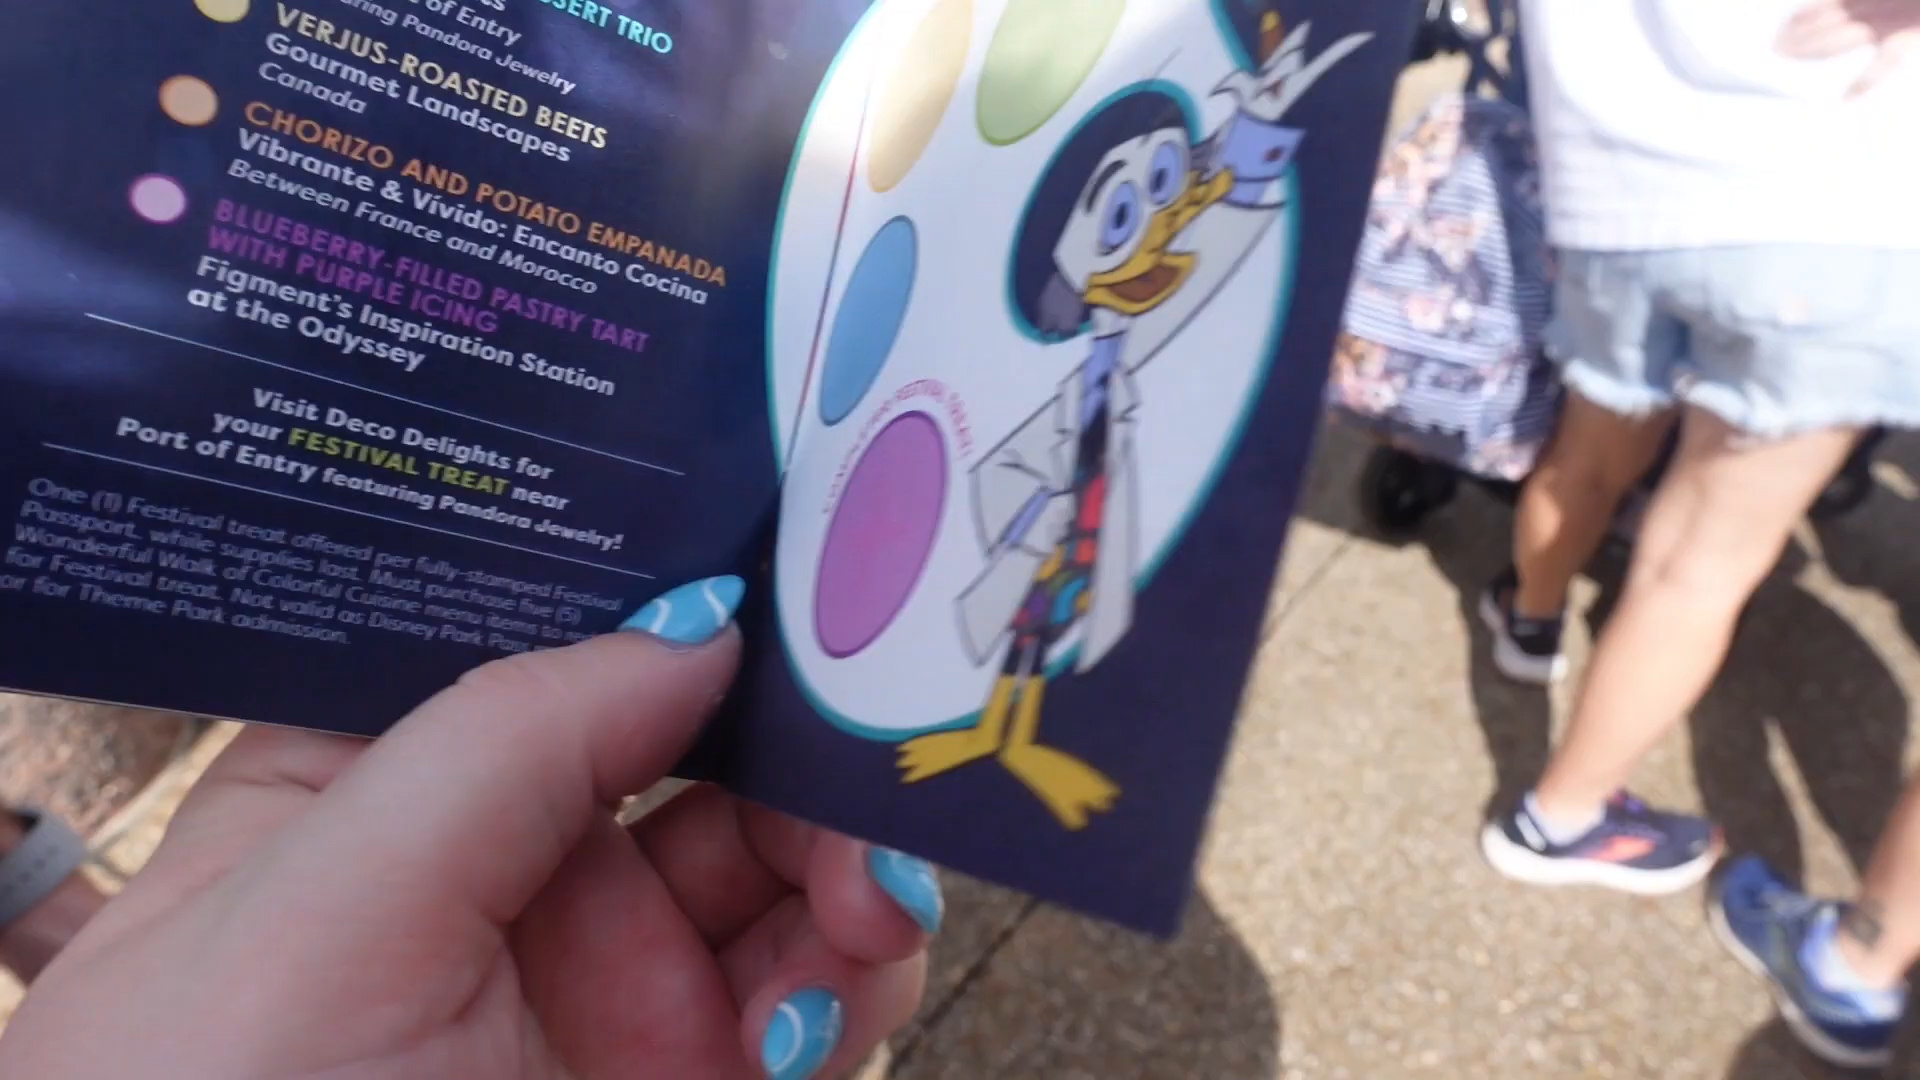 SSERT TRIO
of Entry
uring Pandora Jewelry
VERJUS-ROASTED BEETS
Gourmet Landscapes
Canada
CHORIZO AND POTATO EMPANADA
Vibrante & Vívido: Encanto Cocina
Between France and Morocco
BLUEBERRY-FILLED PASTRY TART
WITH PURPLE ICING
Figment's Inspiration Station
at the Odyssey
Visit Deco Delights for
your FESTIVAL TREAT near
Port of Entry featuring Pandora Jewelry!
One (1) Festival treat offered per fully-stamped Festival
Passport, while supplies last. Must purchase five (5)
Wonderful Walk of Colorful Cuisine menu items to
for Festival treat. Not valid as Disney Park Pass
or for Theme Park admission.